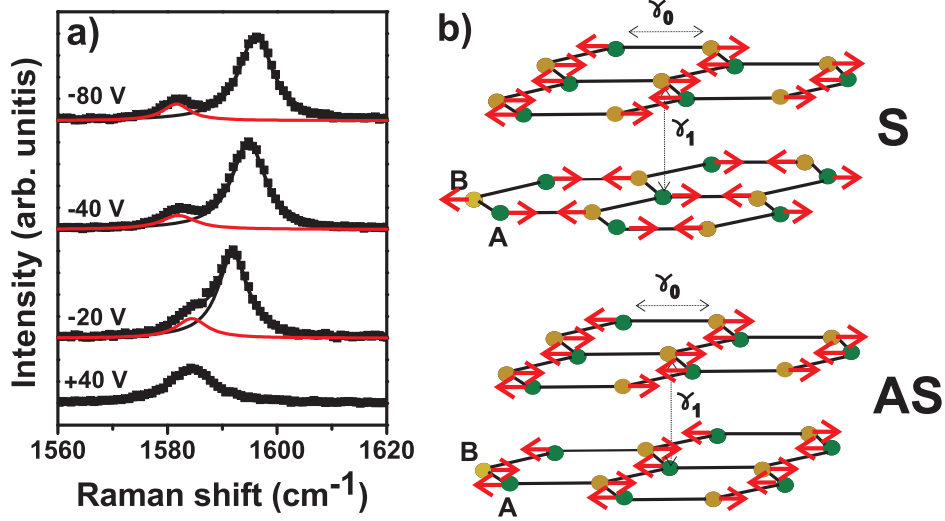 a)
-80 V
-40 V
-20 V
+40 V
Intensity (arb. unitis)
1560 1580 1600 1620
Raman shift (cm-1)
b)
γ0
γ1
S
B
A
γ0
γ1
AS
B
A